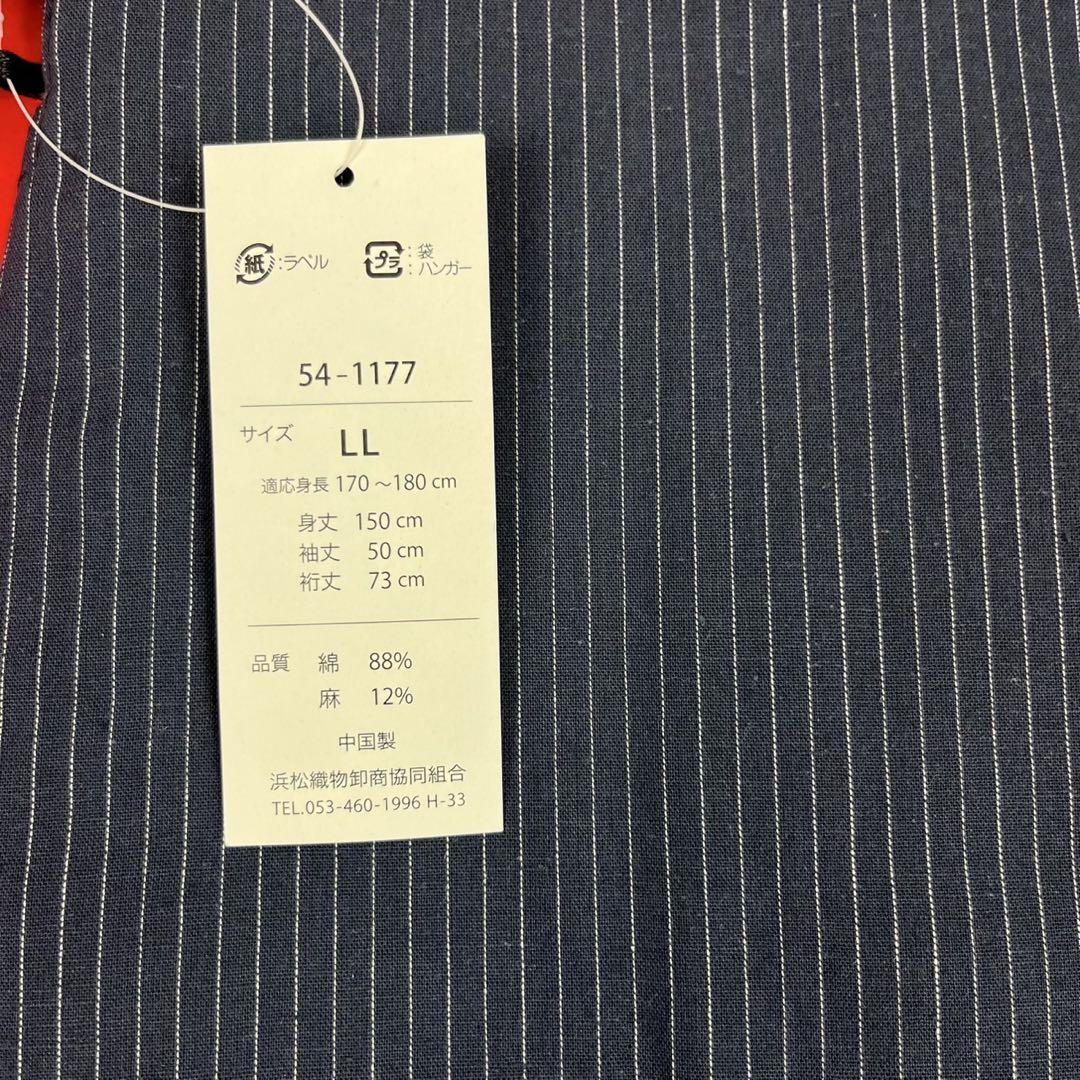 紙:ラベル
プラ:袋
:ハンガー
54-1177
サイズ LL
適応身長 170～180 cm
身丈 150 cm
袖丈 50 cm
裄丈 73 cm
品質 綿 88%
麻 12%
中国製
浜松織物卸商協同組合
TEL.053-460-1996 H-33